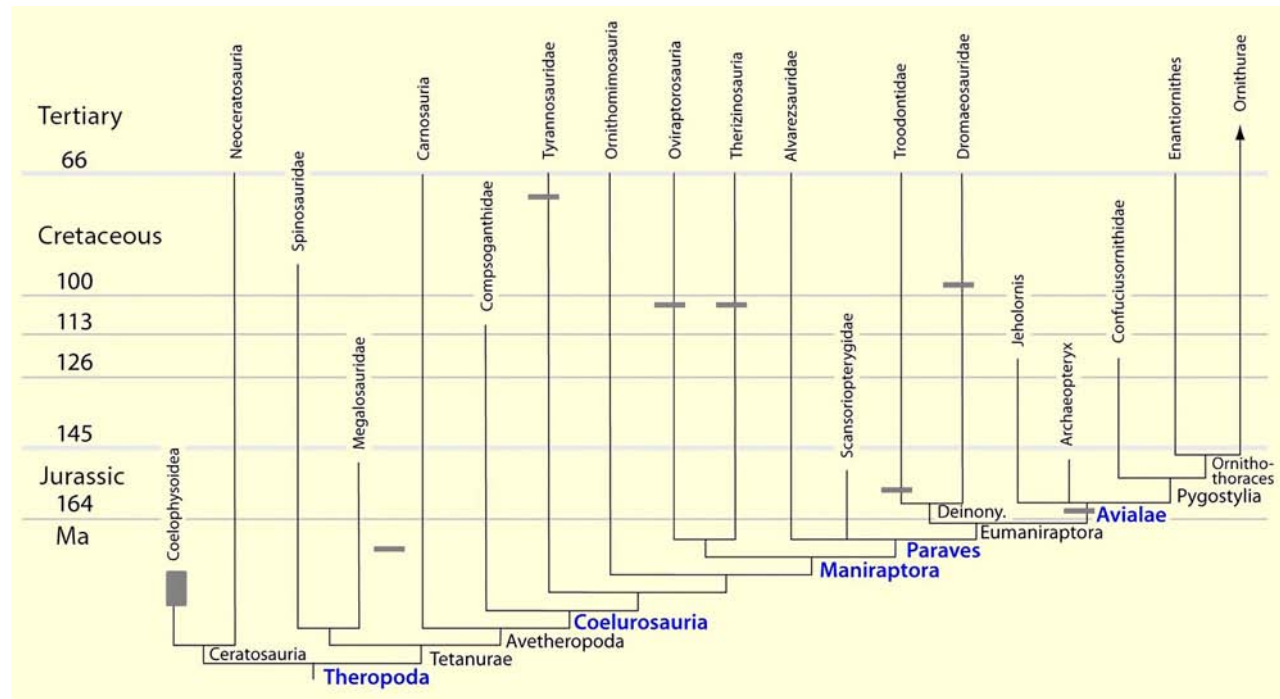 Tertiary
66
Cretaceous
100
113
126
145
Jurassic
164
Ma
Coelophysoidea
Neoceratosauria
Spinosauridae
Megalosauridae
Carnosauria
Compsoganthidae
Tyrannosauridae
Ornithomimosauria
Oviraptorosauria
Therizinosauria
Alvarezsauridae
Scansoriopterygidae
Troodontidae
Dromaeosauridae
Jeholornis
Archaeopteryx
Confuciusornithidae
Enantiornithes
Ornithurae
Ornitho-
thoraces
Pygostylia
Deinony.
Avialae
Eumaniraptora
Paraves
Maniraptora
Coelurosauria
Avetheropoda
Ceratosauria
Tetanurae
Theropoda